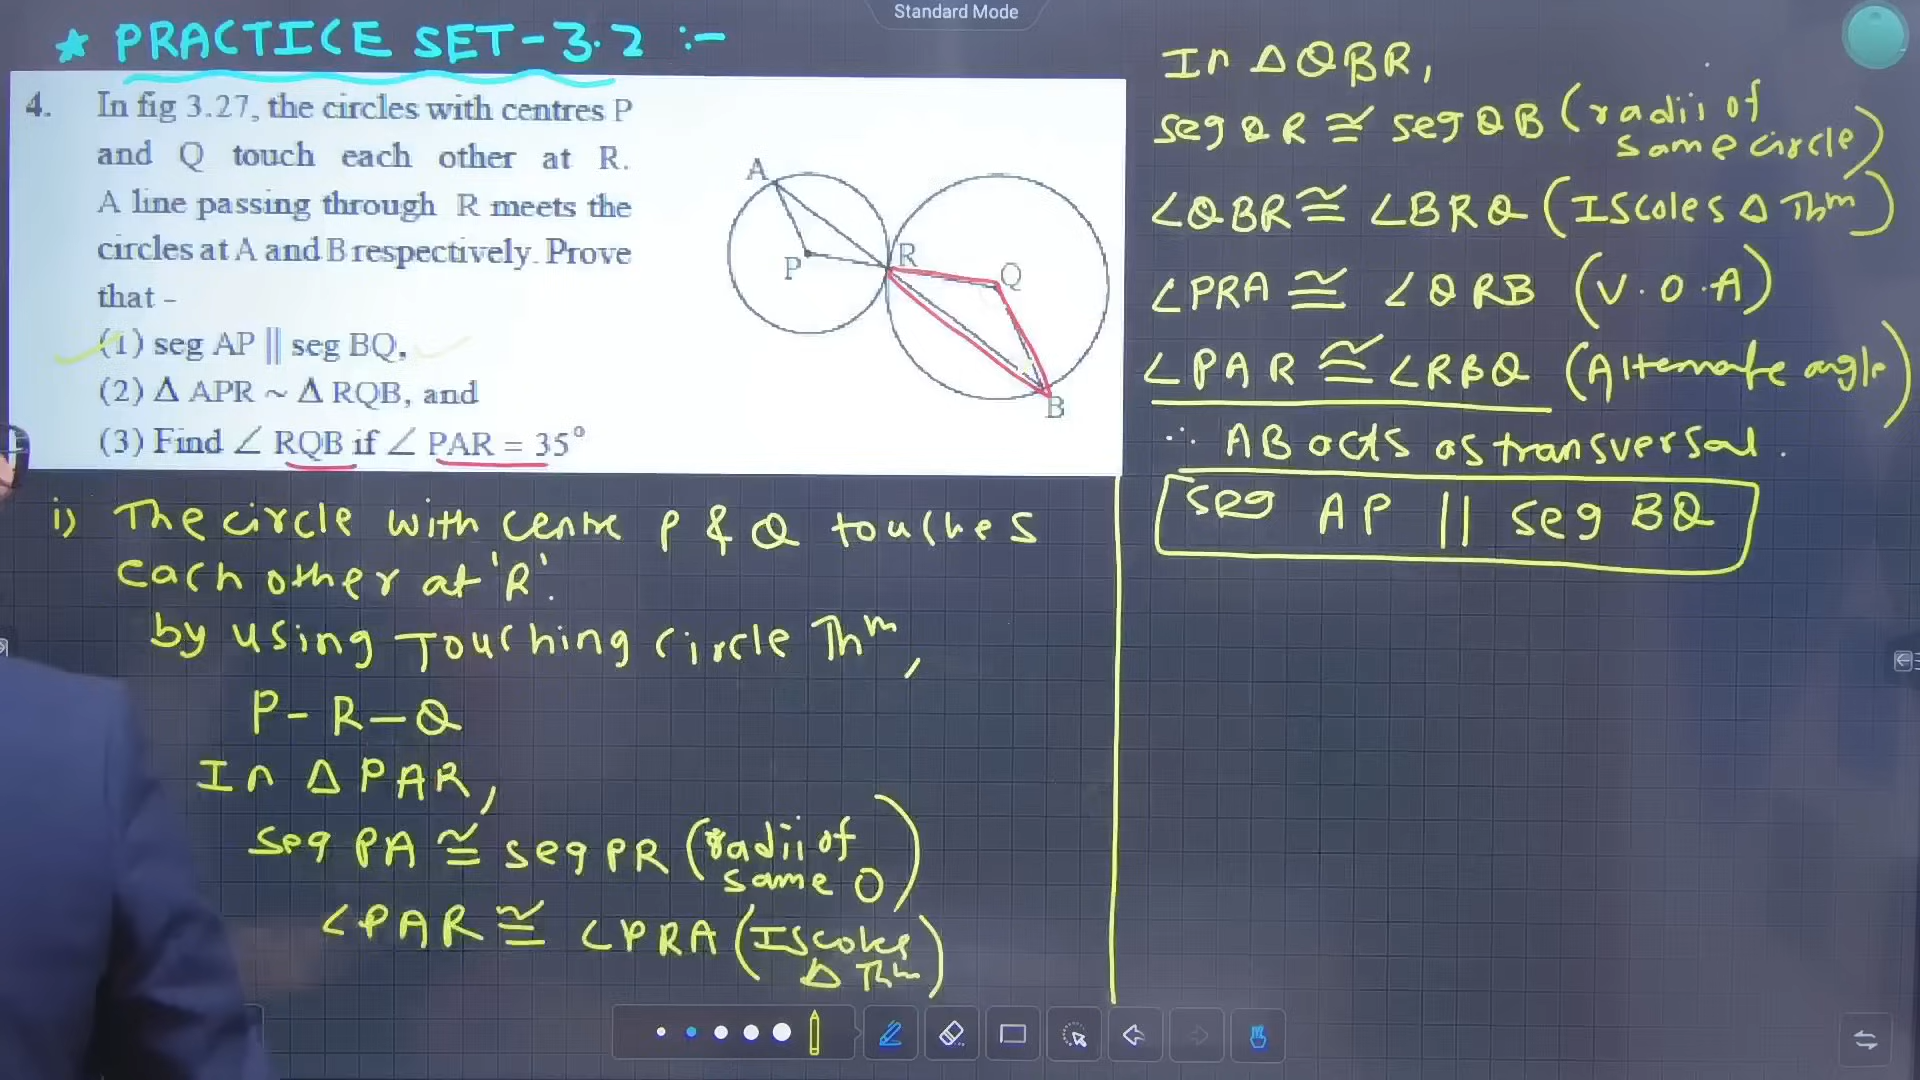 Standard Mode
★ PRACTICE SET-3.2 :-
4. In fig 3.27, the circles with centres P
and Q touch each other at R.
A line passing through R meets the
circles at A and B respectively. Prove
that -
(1) seg AP || seg BQ,
(2) Δ APR ~ Δ RQB, and
(3) Find ∠ RQB if ∠ PAR = 35°
A
P
R
Q
B
i) The circle with centre P & Q touches
each other at 'R'.
by using Touching circle Thm,
P-R-Q
In ΔPAR,
seg PA ≅ seg PR (radii of
same O)
∠PAR ≅ ∠PRA (Iscoles
Δ Thm)
In ΔQBR,
seg QR ≅ seg QB (radii of
same circle)
∠QBR ≅ ∠BRQ (Iscoles Δ Thm)
∠PRA ≅ ∠QRB (V.O.A)
∠PAR ≅ ∠RBQ (Alternate angle)
∴ AB acts as transversal.
seg AP || seg BQ